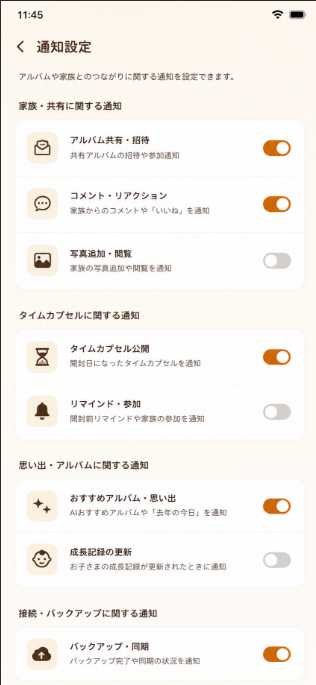 11:45
通知設定
アルバムや家族とのつながりに関する通知を設定できます。
家族・共有に関する通知
アルバム共有・招待
共有アルバムの招待や参加通知
コメント・リアクション
家族からのコメントや「いいね」を通知
写真追加・閲覧
家族の写真追加や閲覧を通知
タイムカプセルに関する通知
タイムカプセル公開
開封日になったタイムカプセルを通知
リマインド・参加
開封前リマインドや家族の参加を通知
思い出・アルバムに関する通知
おすすめアルバム・思い出
AIおすすめアルバムや「去年の今日」を通知
成長記録の更新
お子さまの成長記録が更新されたときに通知
接続・バックアップに関する通知
バックアップ・同期
バックアップ完了や同期の状況を通知